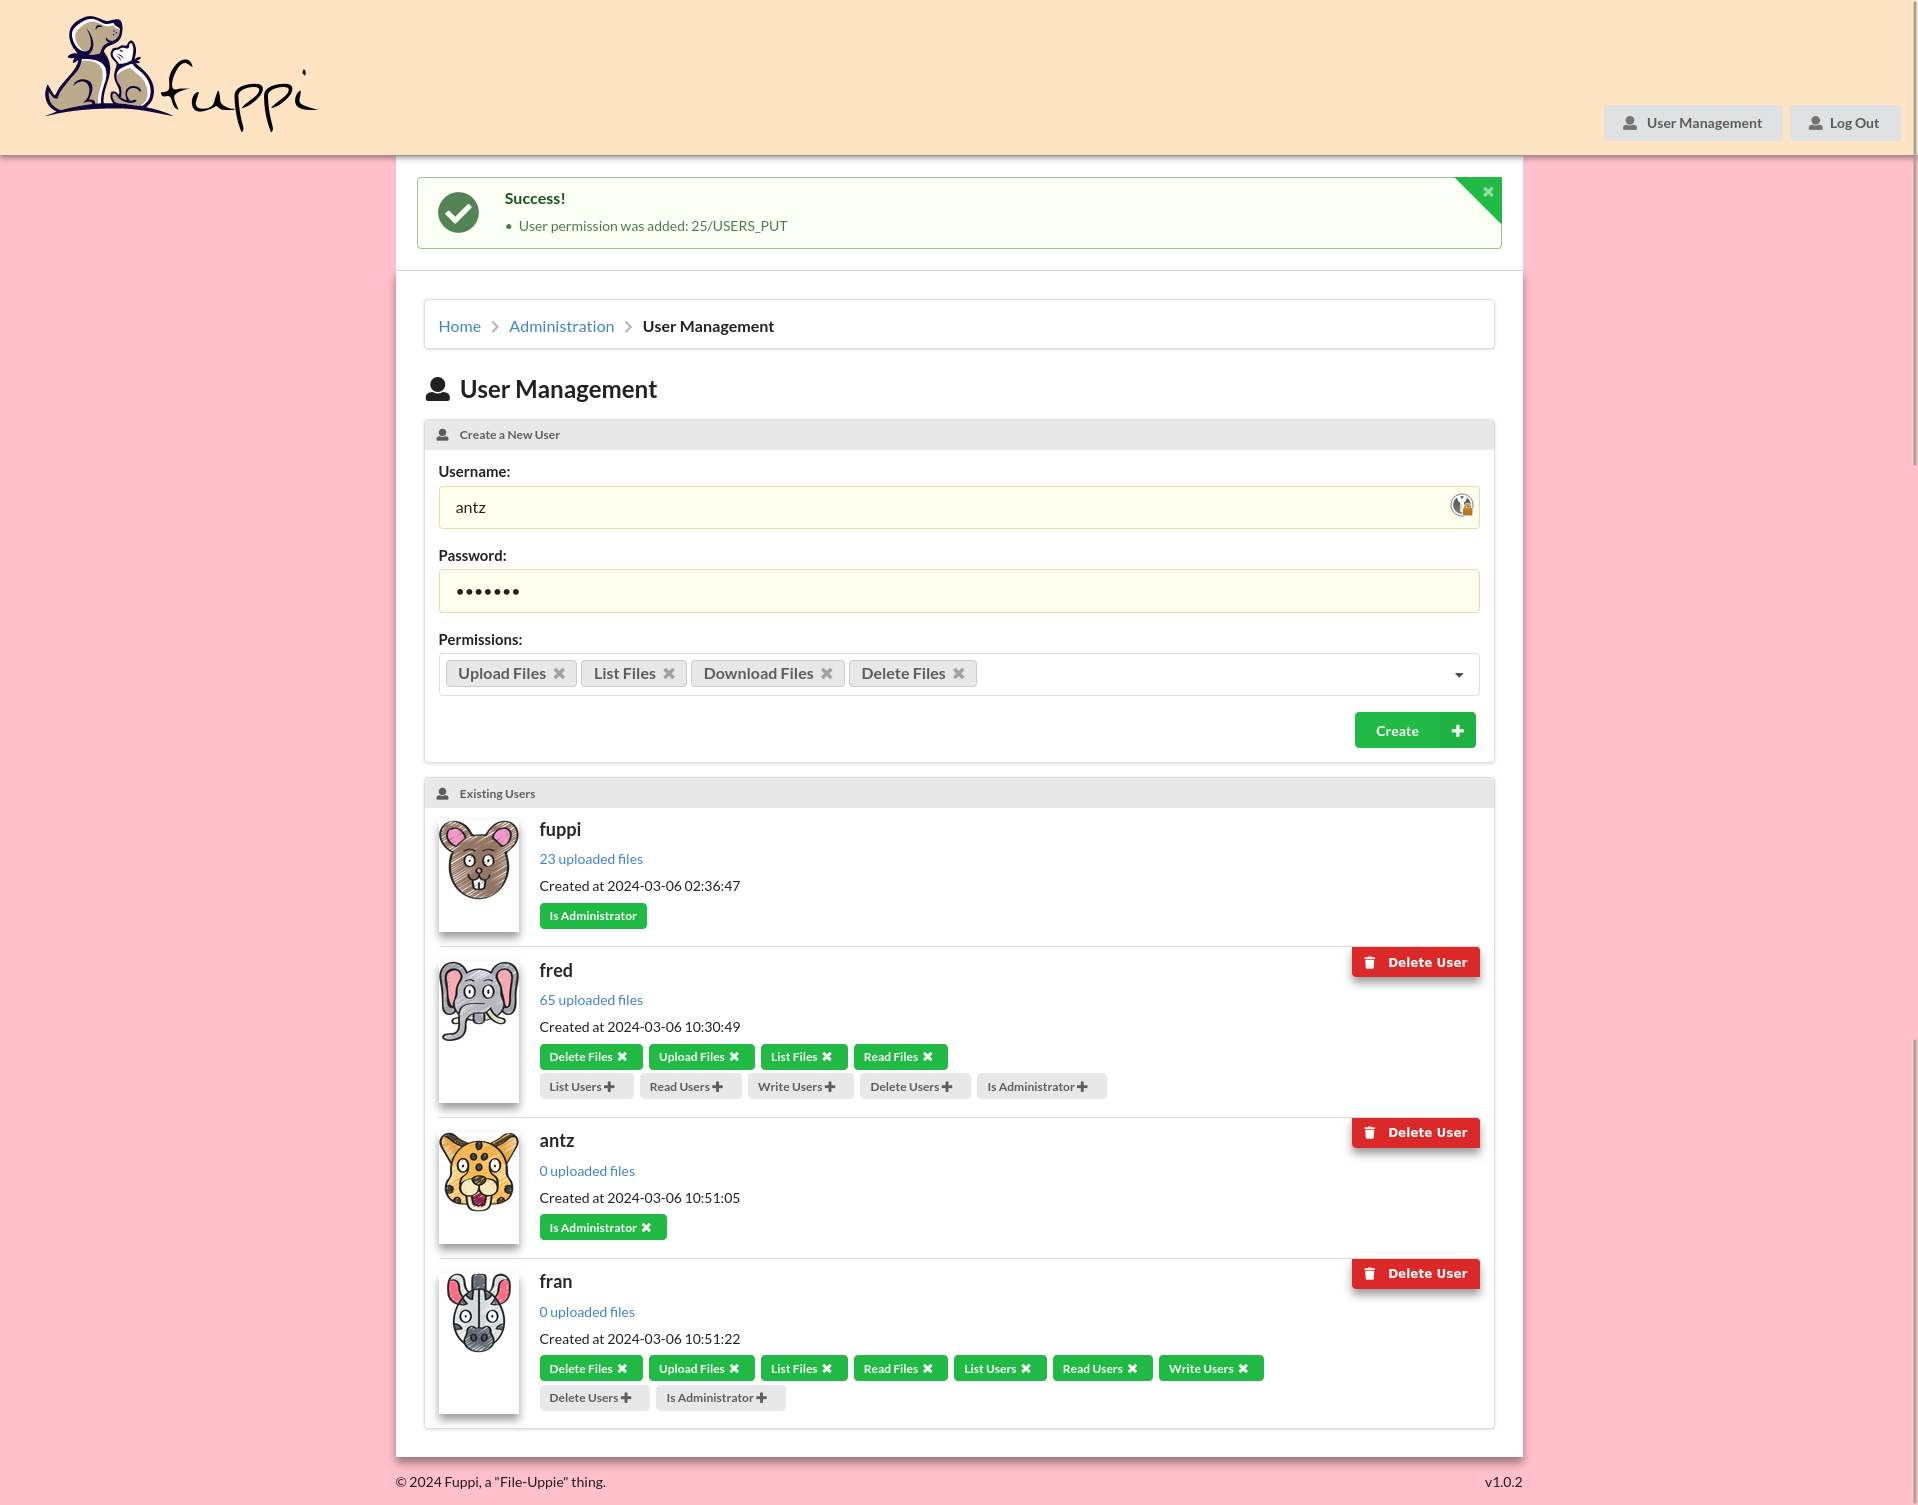 fuppi
User Management
Log Out
Success!
• User permission was added: 25/USERS_PUT
Home > Administration > User Management
User Management
Create a New User
Username:
antz
Password:
•••••••
Permissions:
Upload Files List Files Download Files Delete Files
Create
Existing Users
fuppi
23 uploaded files
Created at 2024-03-06 02:36:47
Is Administrator
Delete User
fred
65 uploaded files
Created at 2024-03-06 10:30:49
Delete Files Upload Files List Files Read Files
List Users Read Users Write Users Delete Users Is Administrator
Delete User
antz
0 uploaded files
Created at 2024-03-06 10:51:05
Is Administrator
Delete User
fran
0 uploaded files
Created at 2024-03-06 10:51:22
Delete Files Upload Files List Files Read Files List Users Read Users Write Users
Delete Users Is Administrator
© 2024 Fuppi, a "File-Uppie" thing. v1.0.2